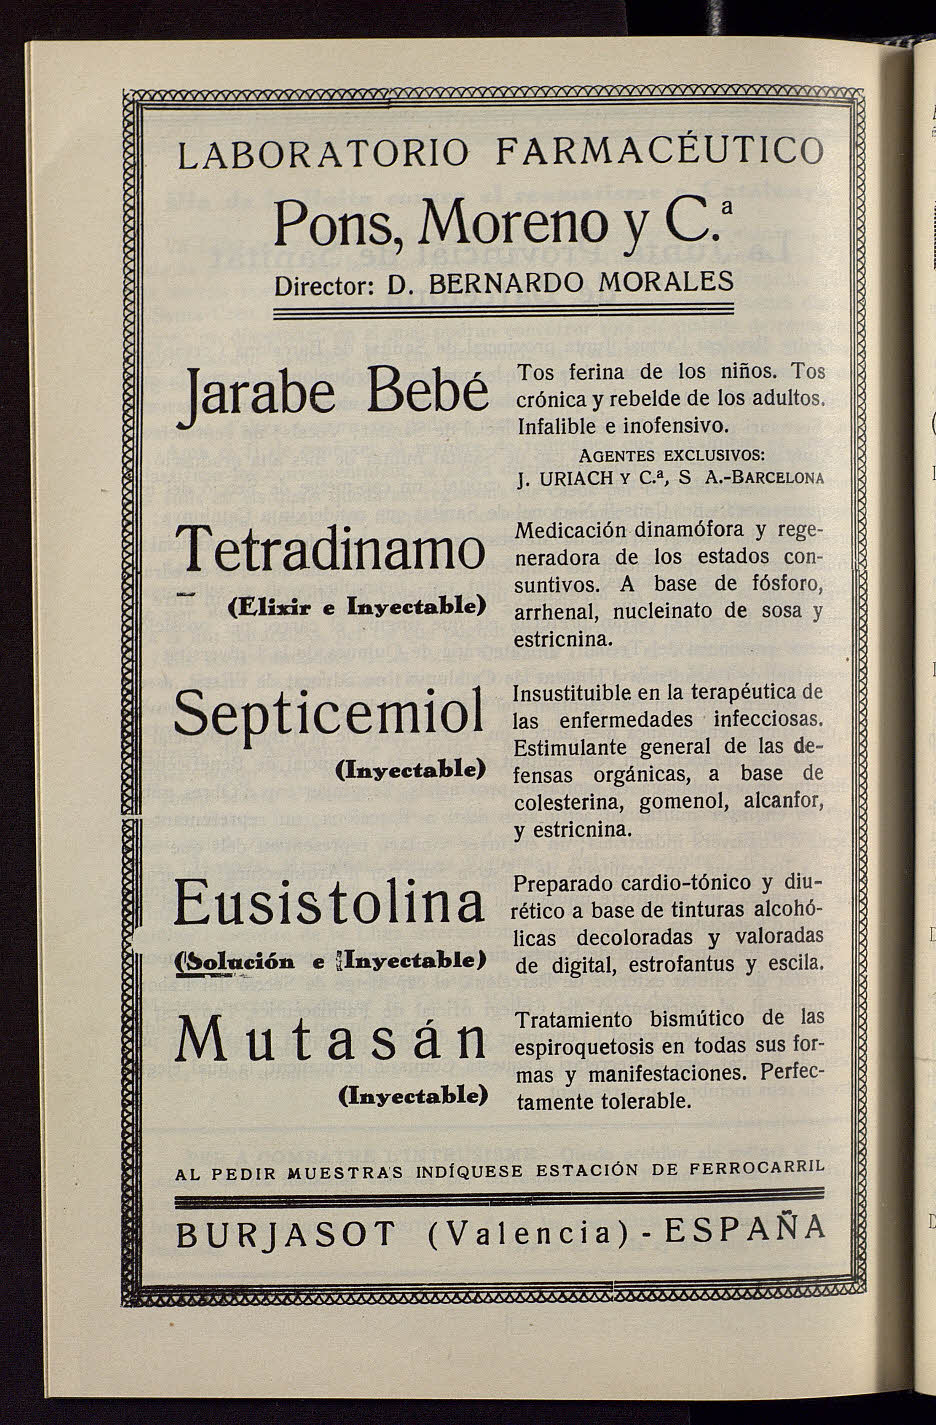 LABORATORIO FARMACÉUTICO
Pons, Moreno y C.ª
Director: D. BERNARDO MORALES
Jarabe Bebé
Tos ferina de los niños. Tos
crónica y rebelde de los adultos.
Infalible e inofensivo.
AGENTES EXCLUSIVOS:
J. URIACH Y C.ª, S A.-BARCELONA
Tetradinamo
(Elixir e Inyectable)
Medicación dinamófora y rege-
neradora de los estados con-
suntivos. A base de fósforo,
arrhenal, nucleinato de sosa y
estricnina.
Septicemiol
(Inyectable)
Insustituible en la terapéutica de
las enfermedades infecciosas.
Estimulante general de las de-
fensas orgánicas, a base de
colesterina, gomenol, alcanfor,
y estricnina.
Eusistolina
(Solución e Inyectable)
Preparado cardio-tónico y diu-
rético a base de tinturas alcohó-
licas decoloradas y valoradas
de digital, estrofantus y escila.
Mutasán
(Inyectable)
Tratamiento bismútico de las
espiroquetosis en todas sus for-
mas y manifestaciones. Perfec-
tamente tolerable.
AL PEDIR MUESTRAS INDÍQUESE ESTACIÓN DE FERROCARRIL
BURJASOT (Valencia) - ESPAÑA